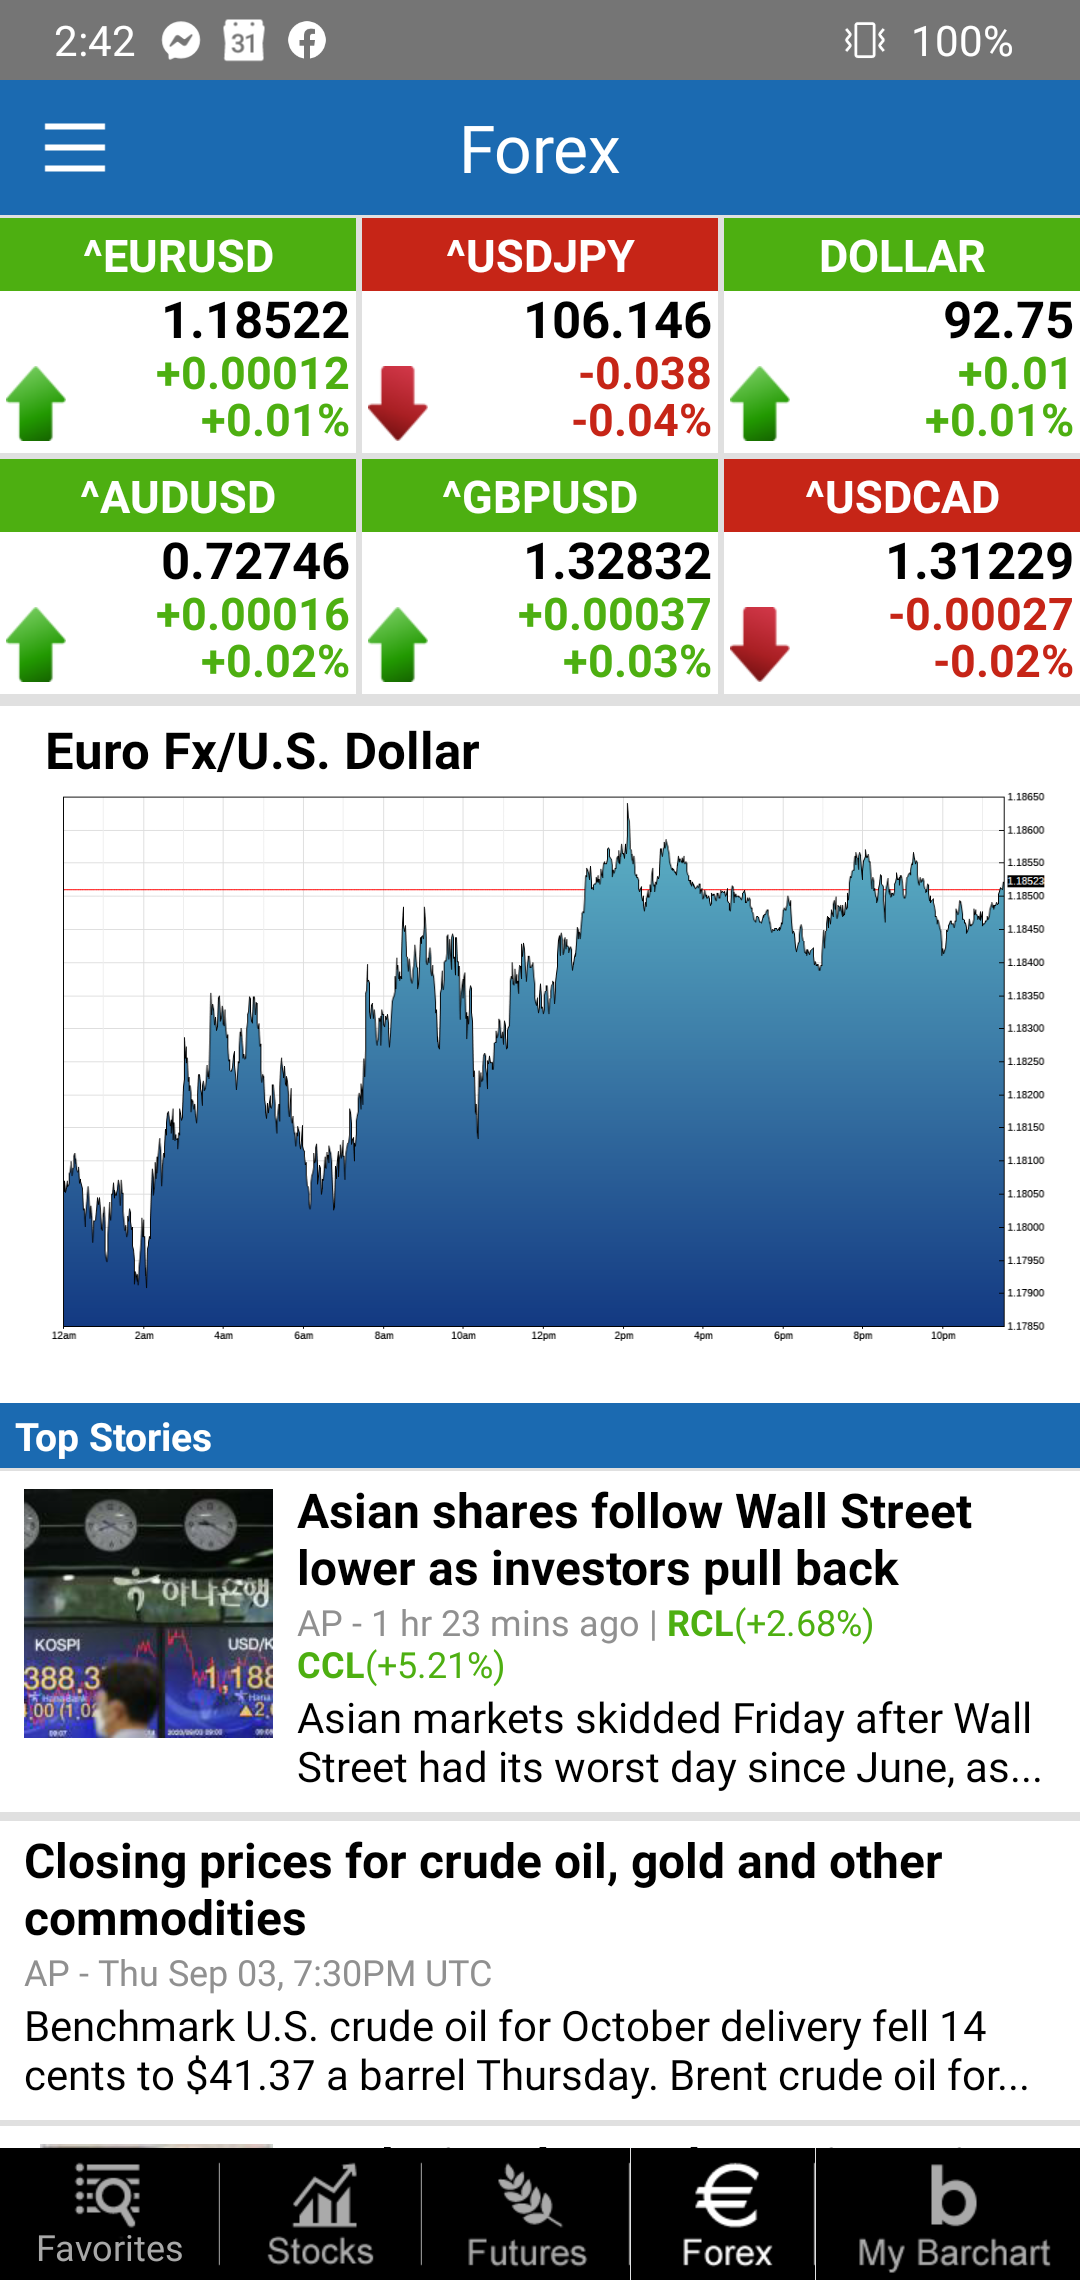 2:42 31 100%
Forex
^EURUSD ^USDJPY DOLLAR
1.18522 106.146 92.75
+0.00012 -0.038 +0.01
+0.01% -0.04% +0.01%
^AUDUSD ^GBPUSD ^USDCAD
0.72746 1.32832 1.31229
+0.00016 +0.00037 -0.00027
+0.02% +0.03% -0.02%
Euro Fx/U.S. Dollar
1.18650
1.18600
1.18550
1.18523
1.18500
1.18450
1.18400
1.18350
1.18300
1.18250
1.18200
1.18150
1.18100
1.18050
1.18000
1.17950
1.17900
1.17850
12am 2am 4am 6am 8am 10am 12pm 2pm 4pm 6pm 8pm 10pm
Top Stories
하나은행
KOSPI USD/K
388.3 1,188
Asian shares follow Wall Street
lower as investors pull back
AP - 1 hr 23 mins ago | RCL(+2.68%)
CCL(+5.21%)
Asian markets skidded Friday after Wall
Street had its worst day since June, as...
Closing prices for crude oil, gold and other
commodities
AP - Thu Sep 03, 7:30PM UTC
Benchmark U.S. crude oil for October delivery fell 14
cents to $41.37 a barrel Thursday. Brent crude oil for...
Favorites Stocks Futures Forex My Barchart